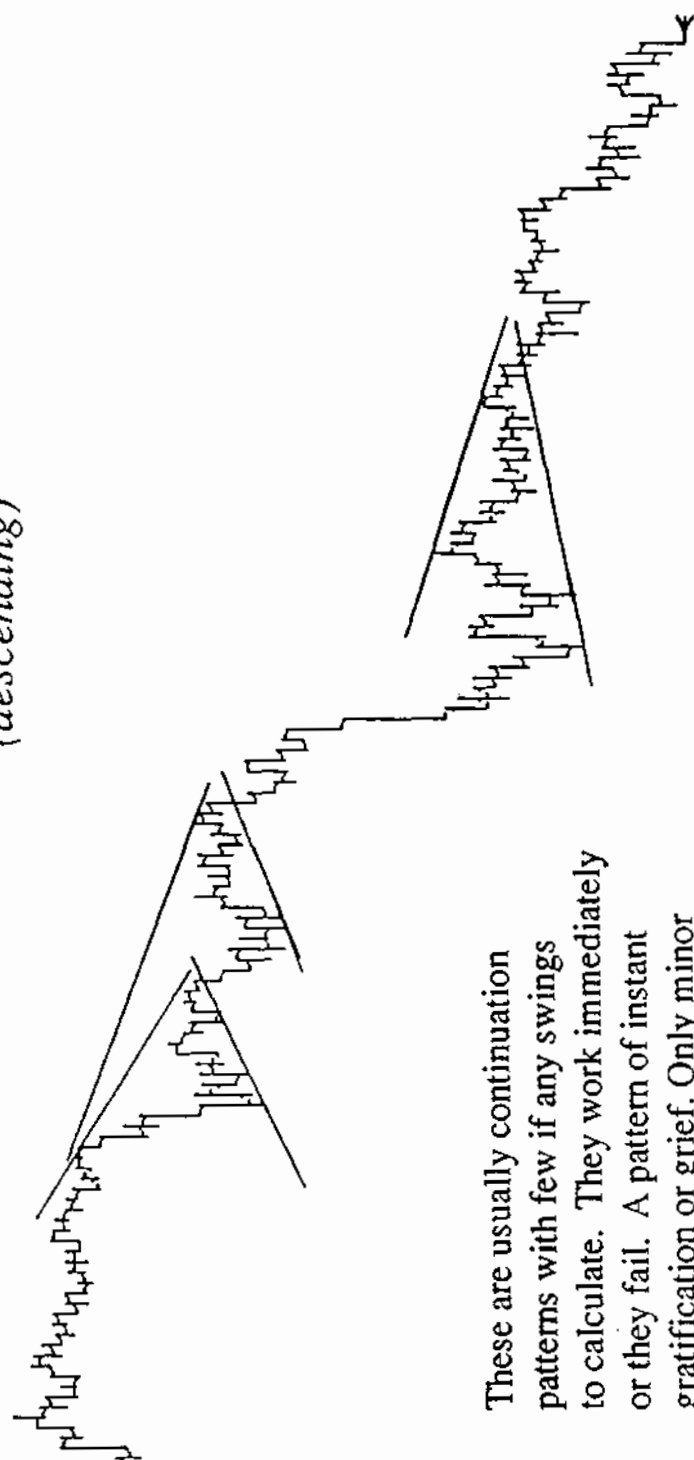 (descending)
These are usually continuation
patterns with few if any swings
to calculate. They work immediately
or they fail. A pattern of instant
gratification or grief. Only minor